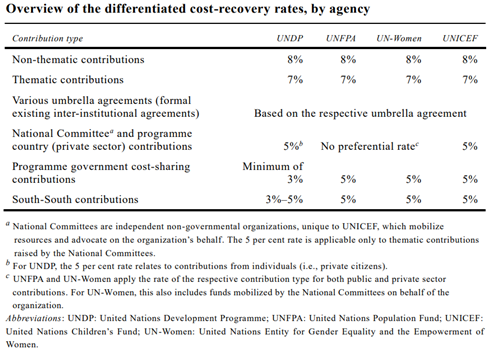 Overview of the differentiated cost-recovery rates, by agency
Contribution type UNDP UNFPA UN-Women UNICEF
Non-thematic contributions 8% 8% 8% 8%
Thematic contributions 7% 7% 7% 7%
Various umbrella agreements (formal
existing inter-institutional agreements) Based on the respective umbrella agreement
National Committeeᵃ and programme
country (private sector) contributions 5%ᵇ No preferential rateᶜ 5%
Programme government cost-sharing Minimum of
contributions 3% 5% 5% 5%
South-South contributions 3%–5% 5% 5% 5%
ᵃ National Committees are independent non-governmental organizations, unique to UNICEF, which mobilize
resources and advocate on the organization's behalf. The 5 per cent rate is applicable only to thematic contributions
raised by the National Committees.
ᵇ For UNDP, the 5 per cent rate relates to contributions from individuals (i.e., private citizens).
ᶜ UNFPA and UN-Women apply the rate of the respective contribution type for both public and private sector
contributions. For UN-Women, this also includes funds mobilized by the National Committees on behalf of the
organization.
Abbreviations: UNDP: United Nations Development Programme; UNFPA: United Nations Population Fund; UNICEF:
United Nations Children's Fund; UN-Women: United Nations Entity for Gender Equality and the Empowerment of
Women.